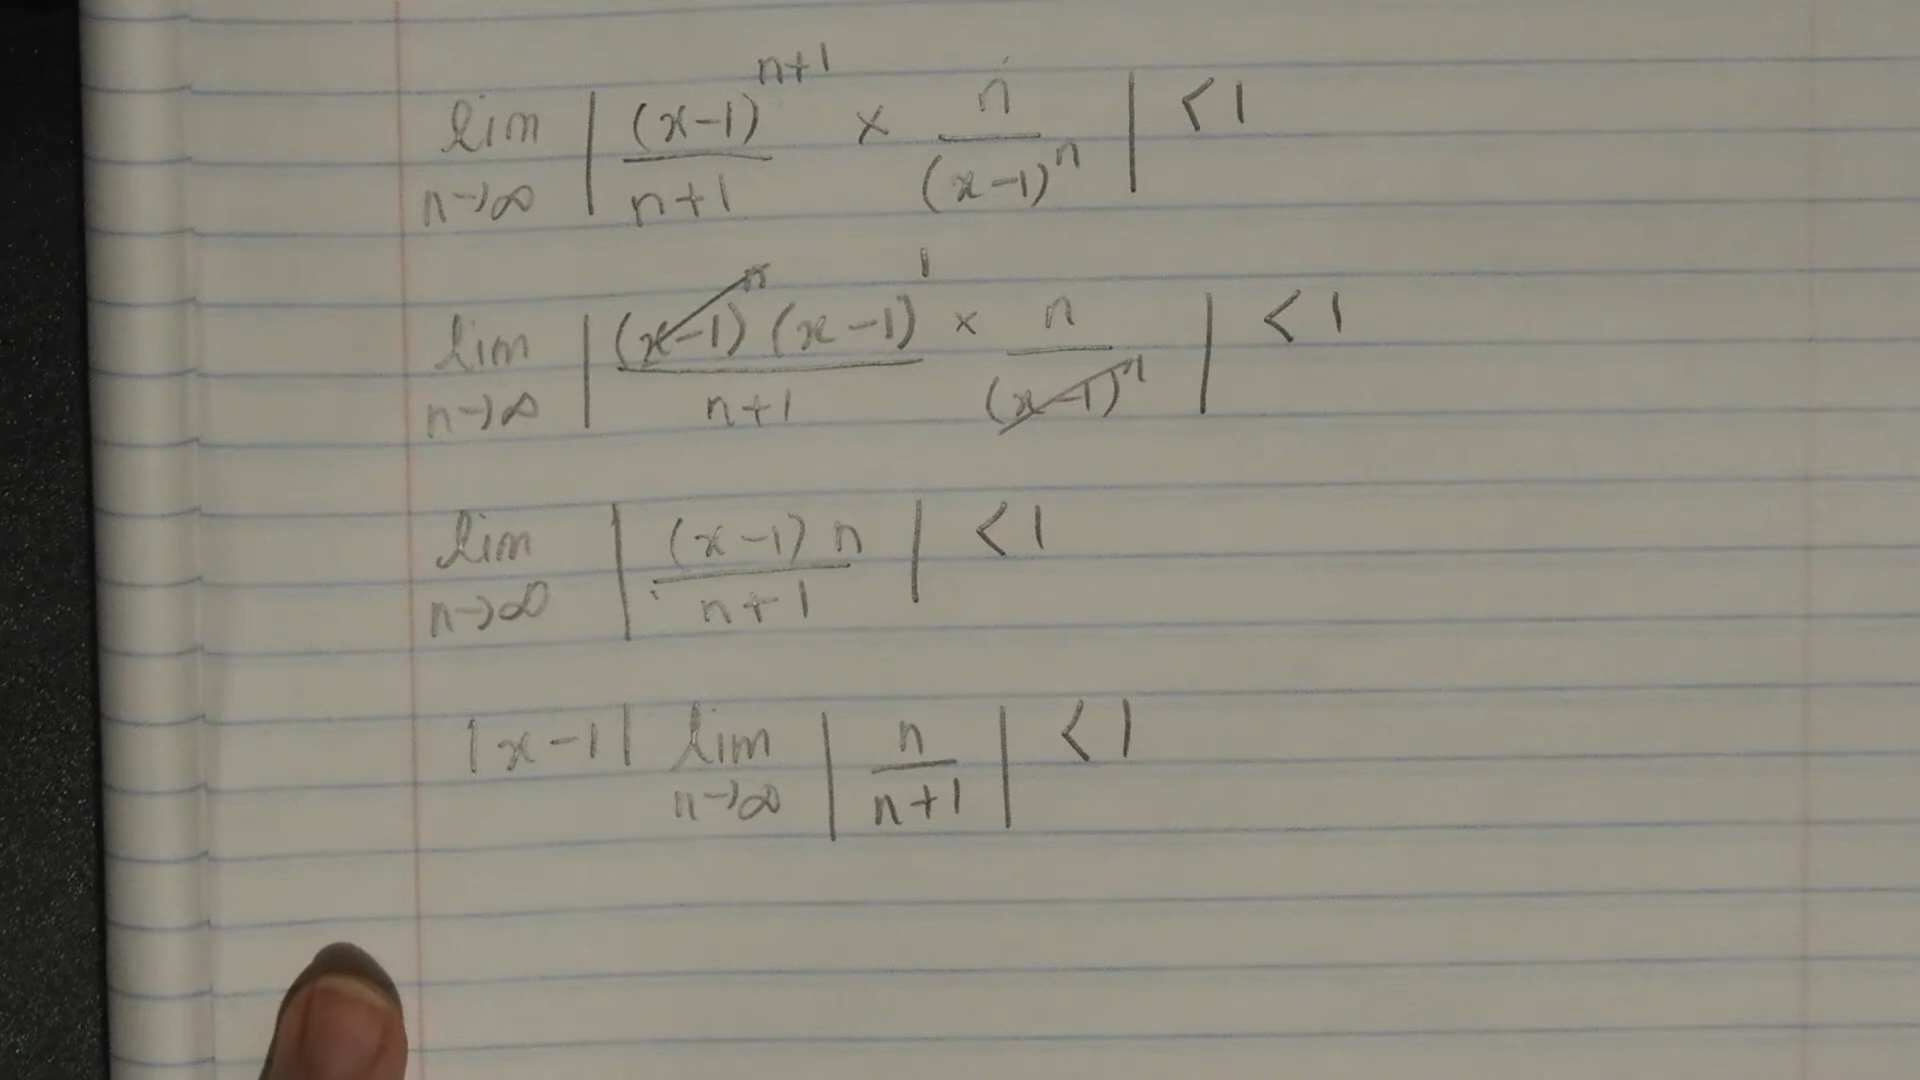 lim n→∞ | (x-1)^(n+1) / (n+1) × n / (x-1)^n | < 1
lim n→∞ | (x-1)^n (x-1)^1 / (n+1) × n / (x-1)^n | < 1
lim n→∞ | (x-1) n / (n+1) | < 1
|x-1| lim n→∞ | n / (n+1) | < 1